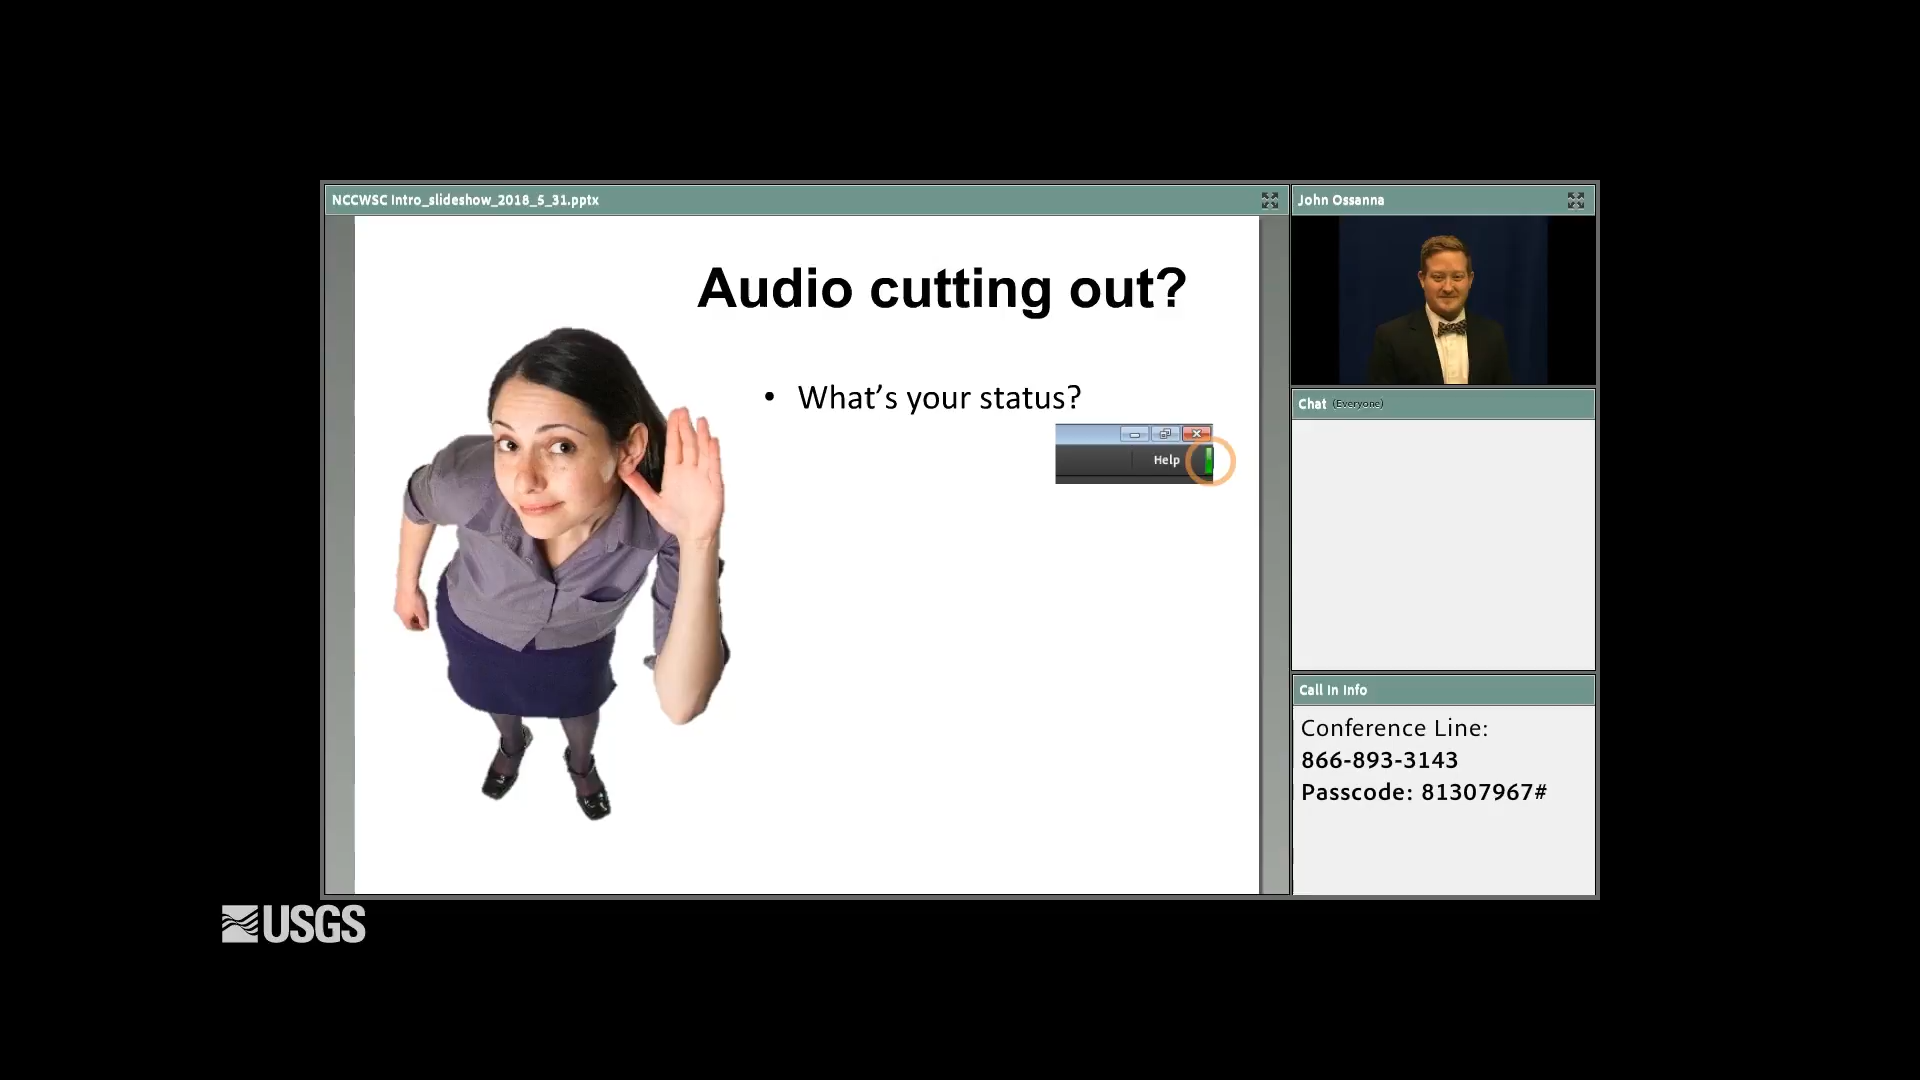 NCCWSC Intro_slideshow_2018_5_31.pptx
Audio cutting out?
• What's your status?
Help
John Ossanna
Chat (Everyone)
Call In Info
Conference Line:
866-893-3143
Passcode: 81307967#
USGS